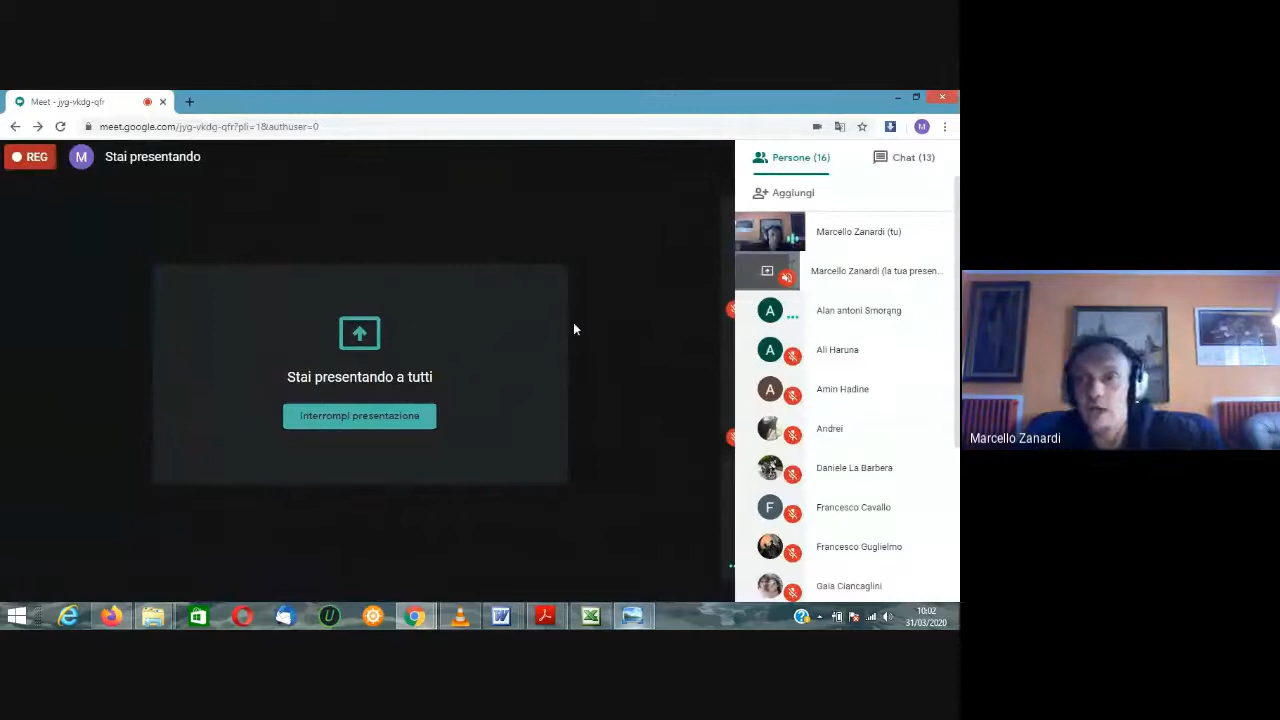 Meet - jyg-vkdg-qfr
meet.google.com/jyg-vkdg-qfr?pli=1&authuser=0
REG
M
Stai presentando
Persone (16)
Chat (13)
Aggiungi
Marcello Zanardi (tu)
Marcello Zanardi (la tua presen...
A
Alan antoni Smorąng
A
Ali Haruna
A
Amin Hadine
Andrei
Daniele La Barbera
F
Francesco Cavallo
Francesco Guglielmo
Gaia Ciancaglini
Stai presentando a tutti
Interrompi presentazione
10:02
31/03/2020
Marcello Zanardi